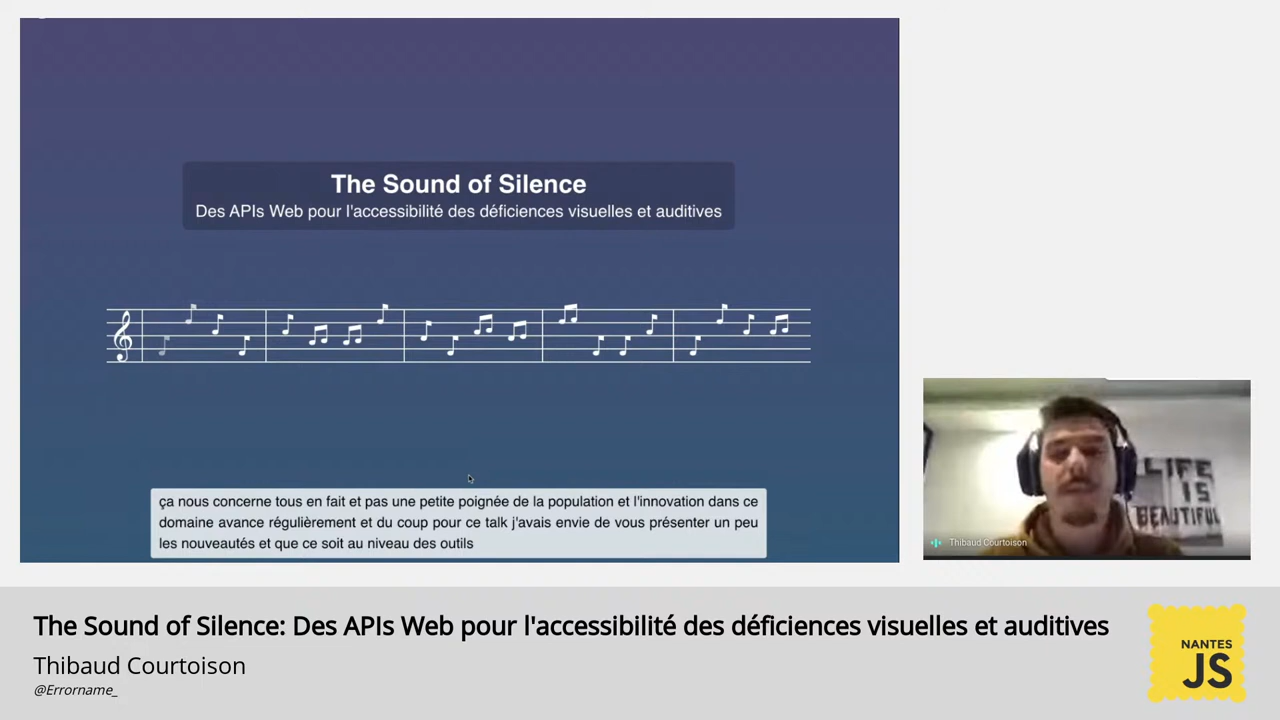 The Sound of Silence
Des APIs Web pour l'accessibilité des déficiences visuelles et auditives
ça nous concerne tous en fait et pas une petite poignée de la population et l'innovation dans ce
domaine avance régulièrement et du coup pour ce talk j'avais envie de vous présenter un peu
les nouveautés et que ce soit au niveau des outils
LIFE
IS
BEAUTIFUL
Thibaud Courtoison
The Sound of Silence: Des APIs Web pour l'accessibilité des déficiences visuelles et auditives
Thibaud Courtoison
@Errorname_
NANTES
JS